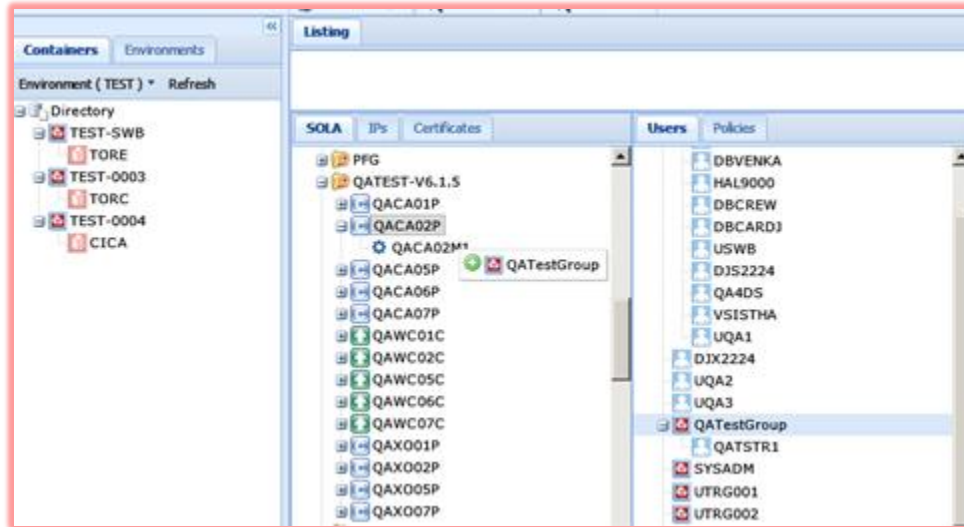 Listing
Containers
Environments
Environment ( TEST )
Refresh
Directory
TEST-SWB
TORE
TEST-0003
TORC
TEST-0004
CICA
SOLA
IPs
Certificates
PFG
QATEST-V6.1.5
QACA01P
QACA02P
QACA02M1
QATestGroup
QACA05P
QACA06P
QACA07P
QAWC01C
QAWC02C
QAWC05C
QAWC06C
QAWC07C
QAXO01P
QAXO02P
QAXO05P
QAXO07P
Users
Policies
DBVENKA
HAL9000
DBCREW
DBCARDJ
USWB
DJS2224
QA4DS
VSISTHA
UQA1
DJX2224
UQA2
UQA3
QATestGroup
QATSTR1
SYSADM
UTRG001
UTRG002